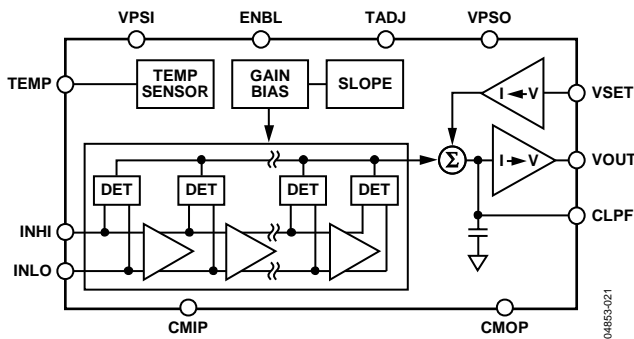 VPSI ENBL TADJ VPSO
TEMP
TEMP
SENSOR
GAIN
BIAS
SLOPE
I V
VSET
Σ
I V
VOUT
DET DET DET DET
CLPF
INHI
INLO
CMIP CMOP
04853-021